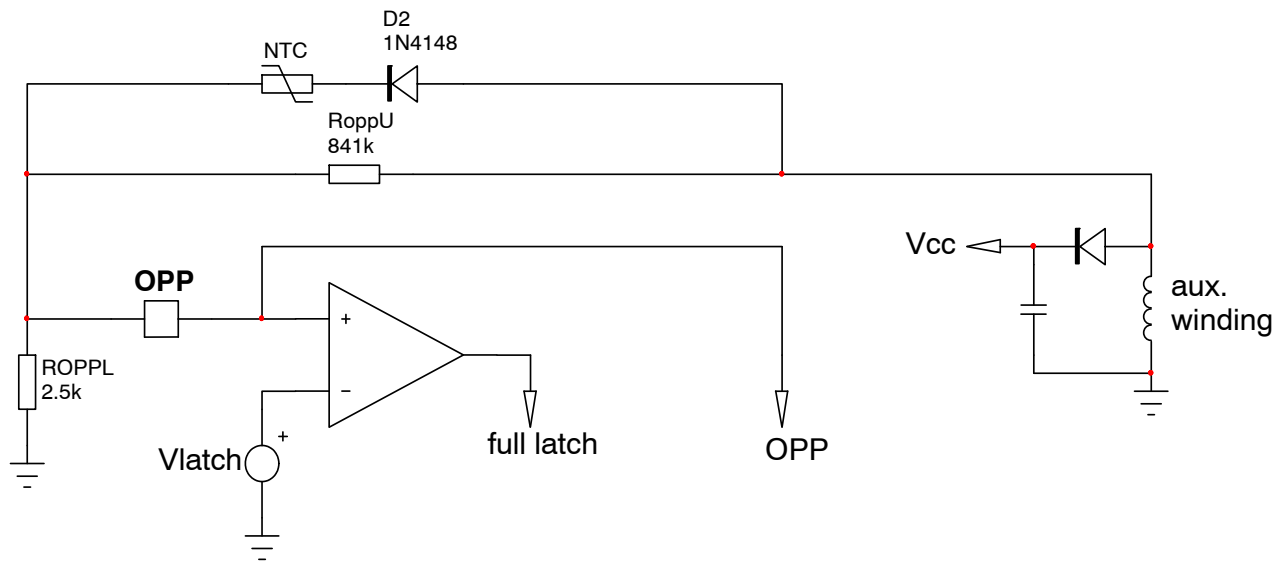 D2
1N4148
NTC
RoppU
841k
Vcc
OPP
aux.
winding
+
ROPPL
2.5k
−
+
full latch
OPP
Vlatch